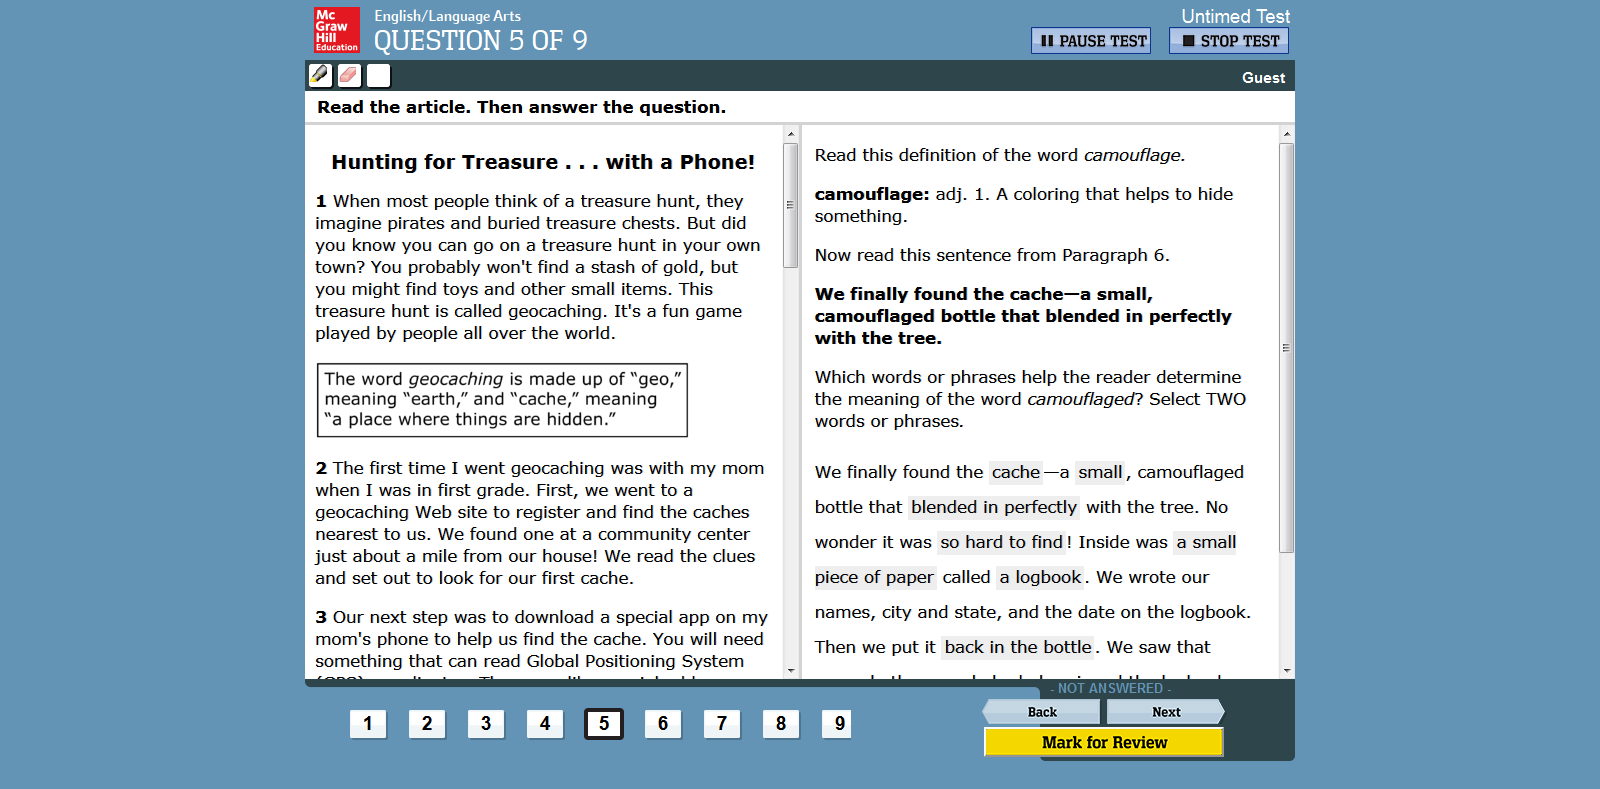 Mc
Graw
Hill
Education
English/Language Arts
QUESTION 5 OF 9
Untimed Test
PAUSE TEST
STOP TEST
Guest
Read the article. Then answer the question.
Hunting for Treasure . . . with a Phone!
1 When most people think of a treasure hunt, they
imagine pirates and buried treasure chests. But did
you know you can go on a treasure hunt in your own
town? You probably won't find a stash of gold, but
you might find toys and other small items. This
treasure hunt is called geocaching. It's a fun game
played by people all over the world.
The word geocaching is made up of “geo,”
meaning “earth,” and “cache,” meaning
“a place where things are hidden.”
2 The first time I went geocaching was with my mom
when I was in first grade. First, we went to a
geocaching Web site to register and find the caches
nearest to us. We found one at a community center
just about a mile from our house! We read the clues
and set out to look for our first cache.
3 Our next step was to download a special app on my
mom's phone to help us find the cache. You will need
something that can read Global Positioning System
Read this definition of the word camouflage.
camouflage: adj. 1. A coloring that helps to hide
something.
Now read this sentence from Paragraph 6.
We finally found the cache—a small,
camouflaged bottle that blended in perfectly
with the tree.
Which words or phrases help the reader determine
the meaning of the word camouflaged? Select TWO
words or phrases.
We finally found the cache—a small, camouflaged
bottle that blended in perfectly with the tree. No
wonder it was so hard to find! Inside was a small
piece of paper called a logbook. We wrote our
names, city and state, and the date on the logbook.
Then we put it back in the bottle. We saw that
- NOT ANSWERED -
1 2 3 4 5 6 7 8 9
Back
Next
Mark for Review